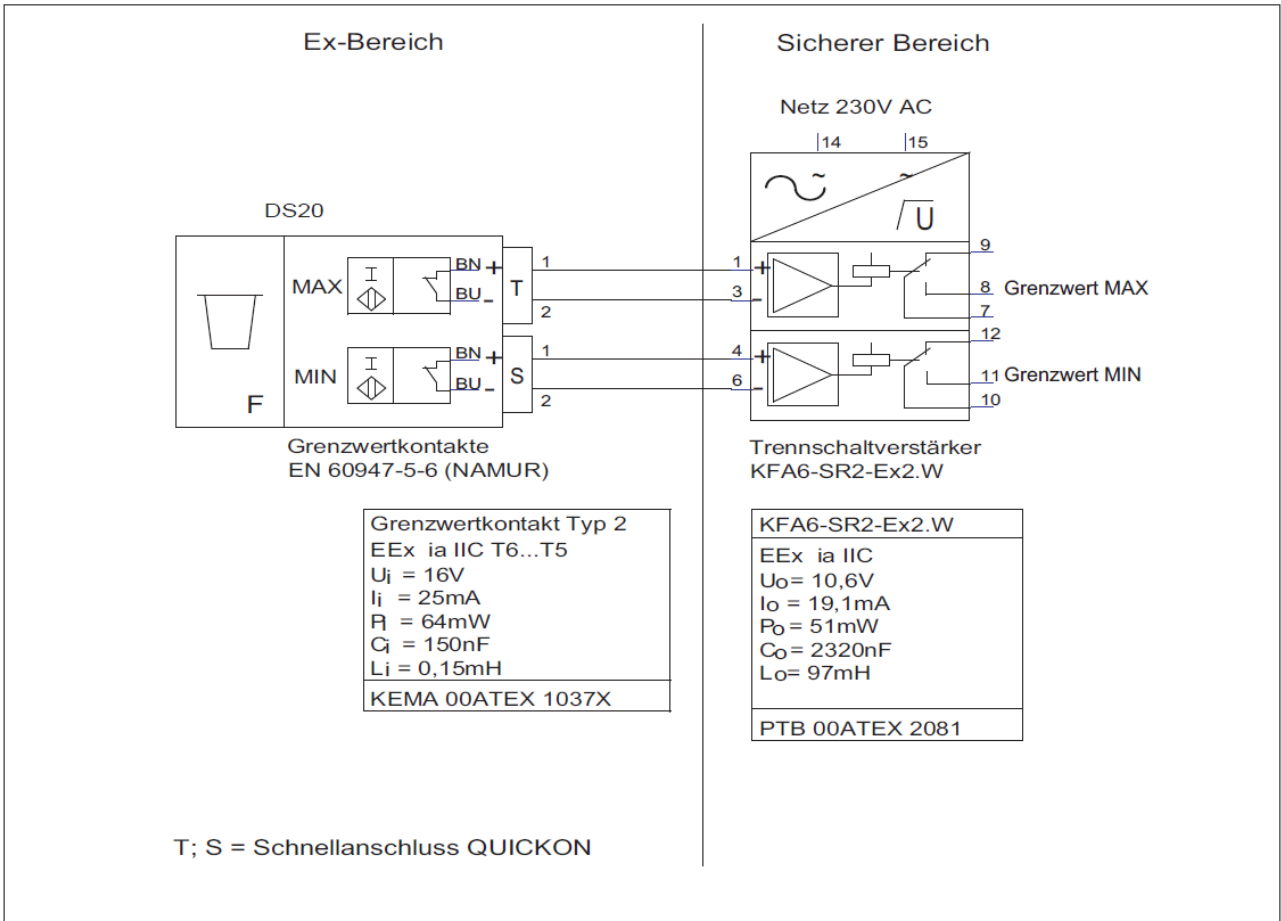 Ex-Bereich
Sicherer Bereich
Netz 230V AC
14
15
~
~
U
DS20
MAX
I
BN +
BU -
T
1
2
MIN
I
BN +
BU -
S
1
2
F
1 +
3 -
9
8 Grenzwert MAX
7
4 +
6 -
12
11 Grenzwert MIN
10
Grenzwertkontakte
EN 60947-5-6 (NAMUR)
Trennschaltverstärker
KFA6-SR2-Ex2.W
Grenzwertkontakt Typ 2
EEx ia IIC T6...T5
Ui = 16V
Ii = 25mA
Pi = 64mW
Ci = 150nF
Li = 0,15mH
KEMA 00ATEX 1037X
KFA6-SR2-Ex2.W
EEx ia IIC
Uo= 10,6V
Io = 19,1mA
Po = 51mW
Co = 2320nF
Lo= 97mH
PTB 00ATEX 2081
T; S = Schnellanschluss QUICKON